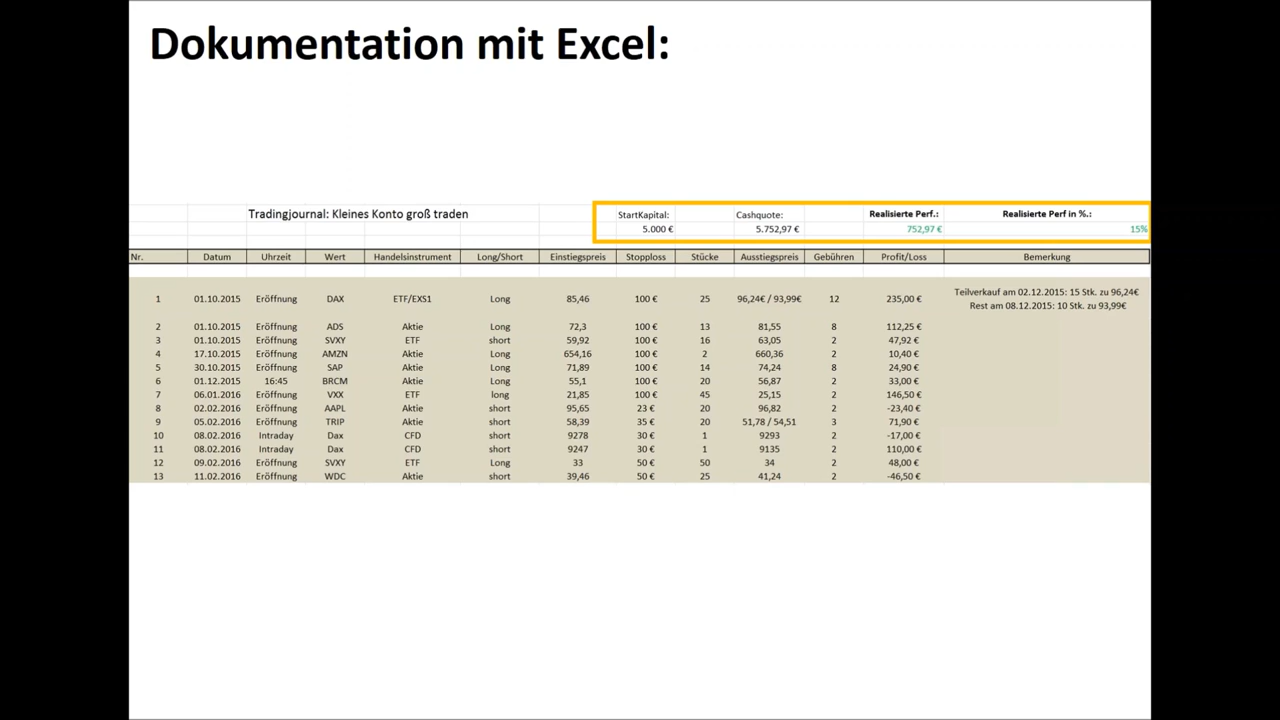 Dokumentation mit Excel:
Tradingjournal: Kleines Konto groß traden StartKapital: Cashquote: Realisierte Perf.: Realisierte Perf in %.:
5.000 € 5.752,97 € 752,97 € 15%
Nr. Datum Uhrzeit Wert Handelsinstrument Long/Short Einstiegspreis Stopploss Stücke Ausstiegspreis Gebühren Profit/Loss Bemerkung
1 01.10.2015 Eröffnung DAX ETF/EXS1 Long 85,46 100 € 25 96,24€ / 93,99€ 12 235,00 € Teilverkauf am 02.12.2015: 15 Stk. zu 96,24€
Rest am 08.12.2015: 10 Stk. zu 93,99€
2 01.10.2015 Eröffnung ADS Aktie Long 72,3 100 € 13 81,55 8 112,25 €
3 01.10.2015 Eröffnung SVXY ETF short 59,92 100 € 16 63,05 2 47,92 €
4 17.10.2015 Eröffnung AMZN Aktie Long 654,16 100 € 2 660,36 2 10,40 €
5 30.10.2015 Eröffnung SAP Aktie Long 71,89 100 € 14 74,24 8 24,90 €
6 01.12.2015 16:45 BRCM Aktie Long 55,1 100 € 20 56,87 2 33,00 €
7 06.01.2016 Eröffnung VXX ETF long 21,85 100 € 45 25,15 2 146,50 €
8 02.02.2016 Eröffnung AAPL Aktie short 95,65 23 € 20 96,82 2 -23,40 €
9 05.02.2016 Eröffnung TRIP Aktie short 58,39 35 € 20 51,78 / 54,51 3 71,90 €
10 08.02.2016 Intraday Dax CFD short 9278 30 € 1 9293 2 -17,00 €
11 08.02.2016 Intraday Dax CFD short 9247 30 € 1 9135 2 110,00 €
12 09.02.2016 Eröffnung SVXY ETF Long 33 50 € 50 34 2 48,00 €
13 11.02.2016 Eröffnung WDC Aktie short 39,46 50 € 25 41,24 2 -46,50 €